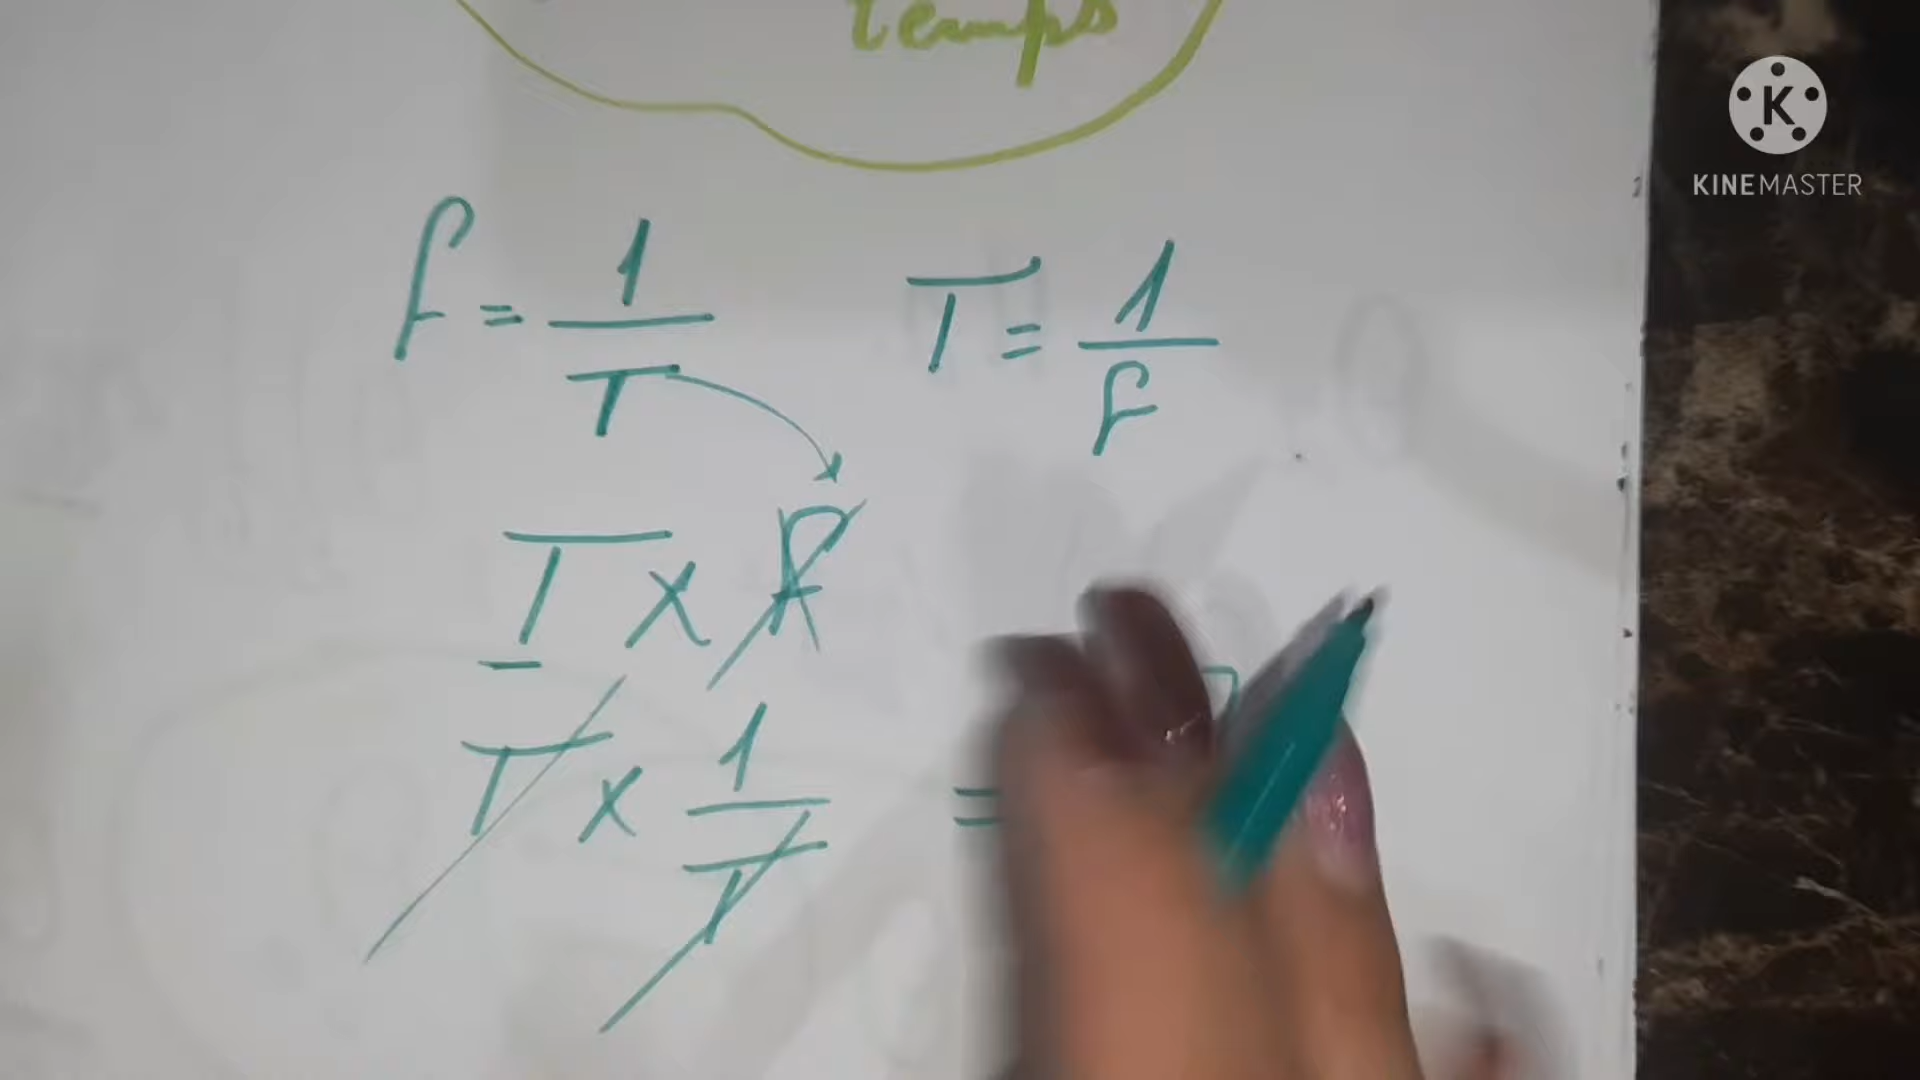 temps
f = 1/T T = 1/f
T x f
T x 1/T =
KINEMASTER